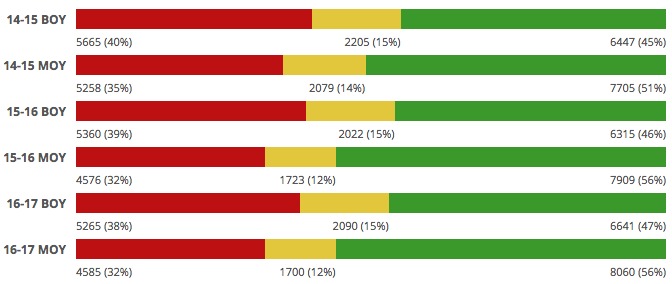 14-15 BOY
5665 (40%) 2205 (15%) 6447 (45%)
14-15 MOY
5258 (35%) 2079 (14%) 7705 (51%)
15-16 BOY
5360 (39%) 2022 (15%) 6315 (46%)
15-16 MOY
4576 (32%) 1723 (12%) 7909 (56%)
16-17 BOY
5265 (38%) 2090 (15%) 6641 (47%)
16-17 MOY
4585 (32%) 1700 (12%) 8060 (56%)